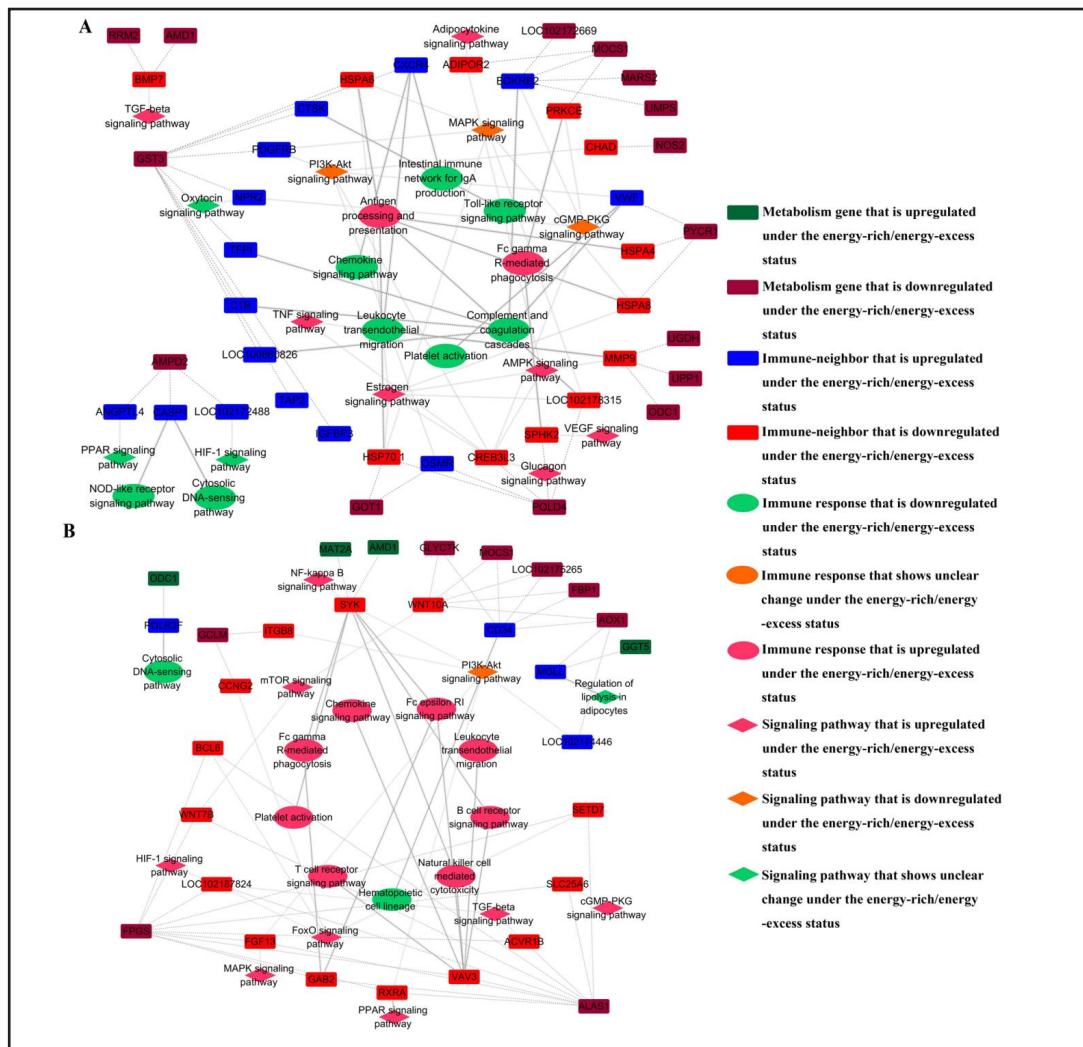 A
RRM2
AMD1
BMP7
TGF-beta
signaling pathway
GST3
Adipocytokine
signaling pathway
LOC102172669
CXCR4
ADIPOR2
BDKRB2
MOCS1
HSPA6
MARS2
CTSK
PRKCE
UMPS
MAPK signaling
pathway
CHAD
NOS2
PDGFRB
PI3K-Akt
signaling pathway
Intestinal immune
network for IgA
production
Oxytocin
signaling pathway
NPR2
Antigen
processing and
presentation
Toll-like receptor
signaling pathway
VWF
cGMP-PKG
signaling pathway
PYCR1
TFPI
Chemokine
signaling pathway
Fc gamma
R-mediated
phagocytosis
HSPA4
HSPA8
TNF signaling
pathway
Leukocyte
transendothelial
migration
Complement and
coagulation
cascades
UGDH
LOC100860826
Platelet activation
MMP9
AMPD2
AMPK signaling
pathway
UPP1
Estrogen
signaling pathway
LOC102178315
ODC1
ANGPTL4
LOC102172488
TAP2
IGFBP3
SPHK2
VEGF signaling
pathway
PPAR signaling
pathway
HIF-1 signaling
pathway
HSP70.1
OSMR
CREB3L3
NOD-like receptor
signaling pathway
Cytosolic
DNA-sensing
pathway
Glucagon
signaling pathway
GOT1
POLD4
B
MAT2A
AMD1
GLYCTK
MOCS1
LOC102175265
ODC1
NF-kappa B
signaling pathway
SYK
WNT10A
FBP1
AOX1
GCLM
ITGB8
CD34
GGT5
Cytosolic
DNA-sensing
pathway
CCNG2
mTOR signaling
pathway
PI3K-Akt
signaling pathway
MGLL
Regulation of
lipolysis in
adipocytes
Chemokine
signaling pathway
Fc epsilon RI
signaling pathway
BCL6
Fc gamma
R-mediated
phagocytosis
Leukocyte
transendothelial
migration
WNT7B
Platelet activation
B cell receptor
signaling pathway
SETD7
HIF-1 signaling
pathway
LOC102187824
T cell receptor
signaling pathway
Natural killer cell
mediated
cytotoxicity
SLC25A6
Hematopoietic
cell lineage
TGF-beta
signaling pathway
cGMP-PKG
signaling pathway
FPGS
FGF13
FoxO signaling
pathway
ACVR1B
MAPK signaling
pathway
GAB2
VAV3
RXRA
PPAR signaling
pathway
ALAS1
Metabolism gene that is upregulated
under the energy-rich/energy-excess
status
Metabolism gene that is downregulated
under the energy-rich/energy-excess
status
Immune-neighbor that is upregulated
under the energy-rich/energy-excess
status
Immune-neighbor that is downregulated
under the energy-rich/energy-excess
status
Immune response that is downregulated
under the energy-rich/energy-excess
status
Immune response that shows unclear
change under the energy-rich/energy
-excess status
Immune response that is upregulated
under the energy-rich/energy-excess
status
Signaling pathway that is upregulated
under the energy-rich/energy-excess
status
Signaling pathway that is downregulated
under the energy-rich/energy-excess
status
Signaling pathway that shows unclear
change under the energy-rich/energy
-excess status